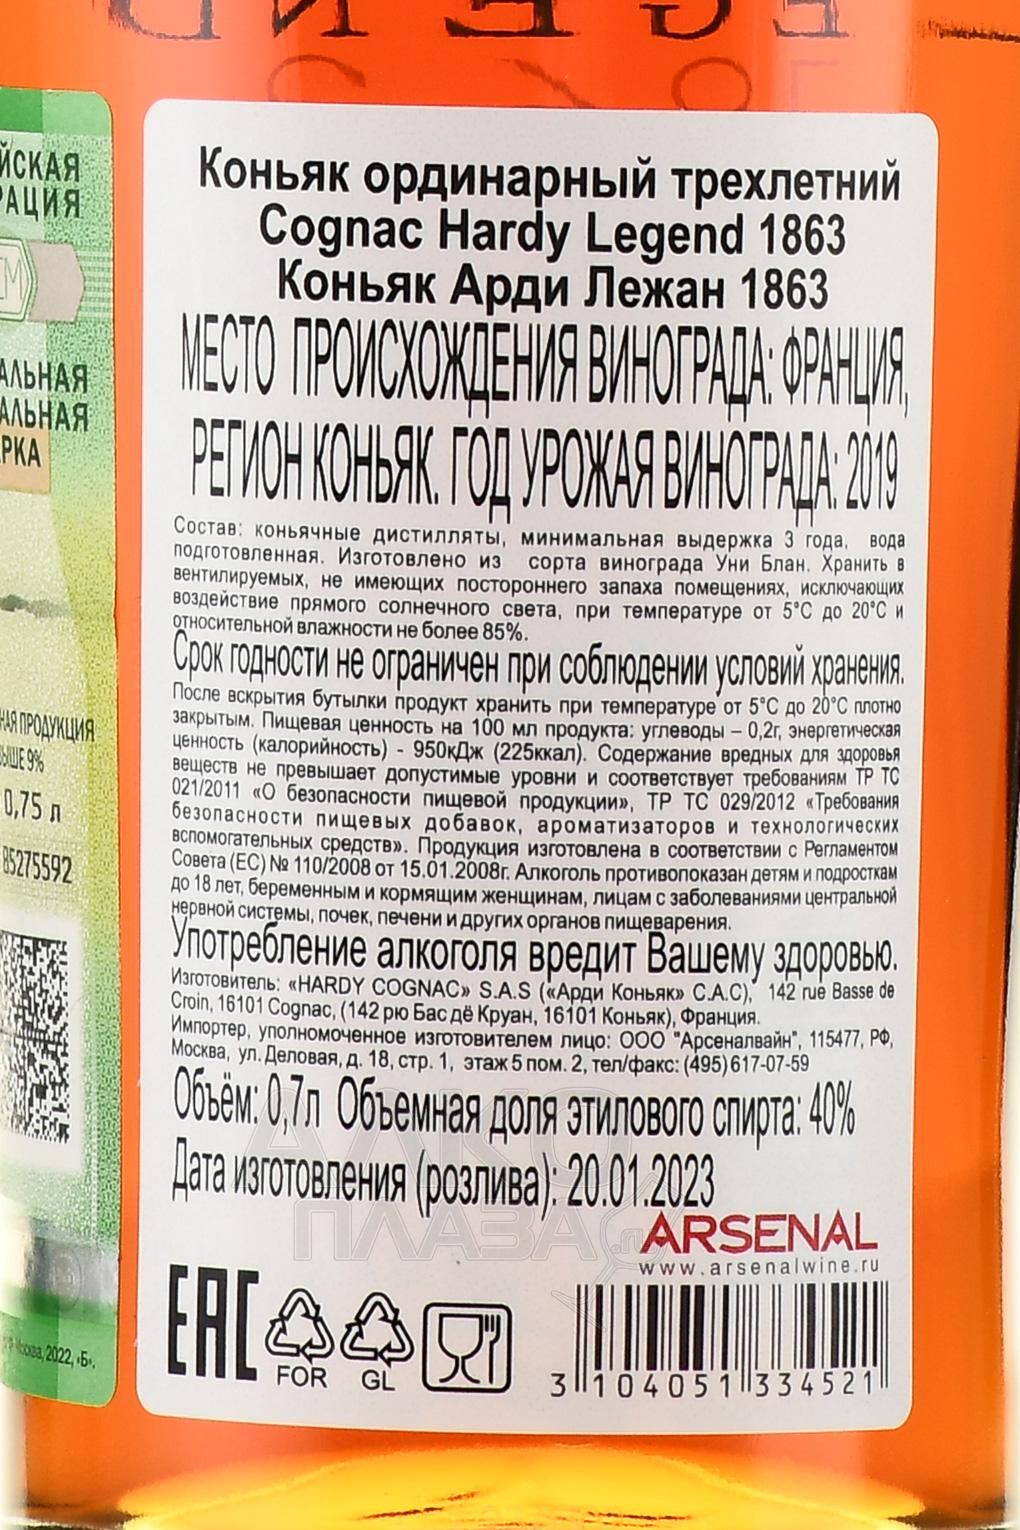 ЙСКАЯ
РАЦИЯ
АЛЬНАЯ
АЛЬНАЯ
РКА
НАЯ ПРОДУКЦИЯ
ЫШЕ 9%
0,75 л
85275592
Москва, 2022, «Б».
Коньяк ординарный трехлетний
Cognac Hardy Legend 1863
Коньяк Арди Лежан 1863
МЕСТО ПРОИСХОЖДЕНИЯ ВИНОГРАДА: ФРАНЦИЯ,
РЕГИОН КОНЬЯК. ГОД УРОЖАЯ ВИНОГРАДА: 2019
Состав: коньячные дистилляты, минимальная выдержка 3 года, вода
подготовленная. Изготовлено из сорта винограда Уни Блан. Хранить в
вентилируемых, не имеющих постороннего запаха помещениях, исключающих
воздействие прямого солнечного света, при температуре от 5°С до 20°С и
относительной влажности не более 85%.
Срок годности не ограничен при соблюдении условий хранения.
После вскрытия бутылки продукт хранить при температуре от 5°С до 20°С плотно
закрытым. Пищевая ценность на 100 мл продукта: углеводы – 0,2г, энергетическая
ценность (калорийность) - 950кДж (225ккал). Содержание вредных для здоровья
веществ не превышает допустимые уровни и соответствует требованиям ТР ТС
021/2011 «О безопасности пищевой продукции», ТР ТС 029/2012 «Требования
безопасности пищевых добавок, ароматизаторов и технологических
вспомогательных средств». Продукция изготовлена в соответствии с Регламентом
Совета (ЕС) № 110/2008 от 15.01.2008г. Алкоголь противопоказан детям и подросткам
до 18 лет, беременным и кормящим женщинам, лицам с заболеваниями центральной
нервной системы, почек, печени и других органов пищеварения.
Употребление алкоголя вредит Вашему здоровью.
Изготовитель: «HARDY COGNAC» S.A.S («Арди Коньяк» С.А.С), 142 rue Basse de
Croin, 16101 Cognac, (142 рю Бас дё Круан, 16101 Коньяк), Франция.
Импортер, уполномоченное изготовителем лицо: ООО "Арсеналвайн", 115477, РФ,
Москва, ул. Деловая, д. 18, стр. 1, этаж 5 пом. 2, тел/факс: (495) 617-07-59
Объём: 0,7л Объемная доля этилового спирта: 40%
Дата изготовления (розлива): 20.01.2023
АЛКО
ПЛАЗА.ru
ARSENAL
www.arsenalwine.ru
EAC
FOR
GL
3 104051 334521